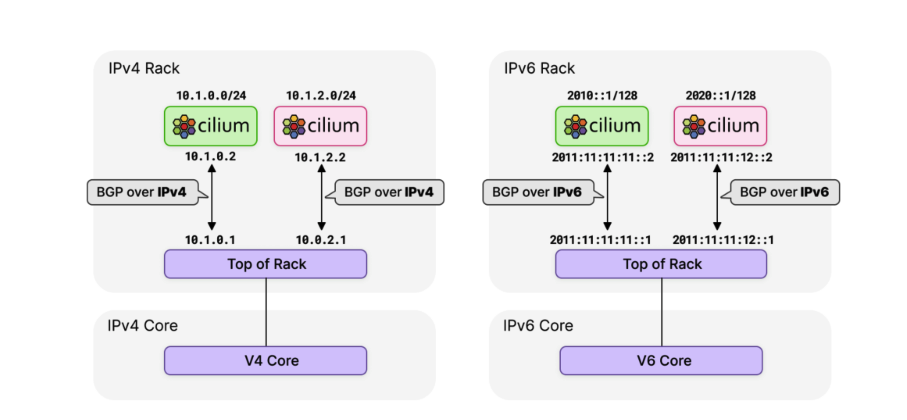 IPv4 Rack
10.1.0.0/24
10.1.2.0/24
cilium
cilium
10.1.0.2
10.1.2.2
BGP over IPv4
BGP over IPv4
10.1.0.1
10.0.2.1
Top of Rack
IPv4 Core
V4 Core
IPv6 Rack
2010::1/128
2020::1/128
cilium
cilium
2011:11:11:11::2
2011:11:11:12::2
BGP over IPv6
BGP over IPv6
2011:11:11:11::1
2011:11:11:12::1
Top of Rack
IPv6 Core
V6 Core